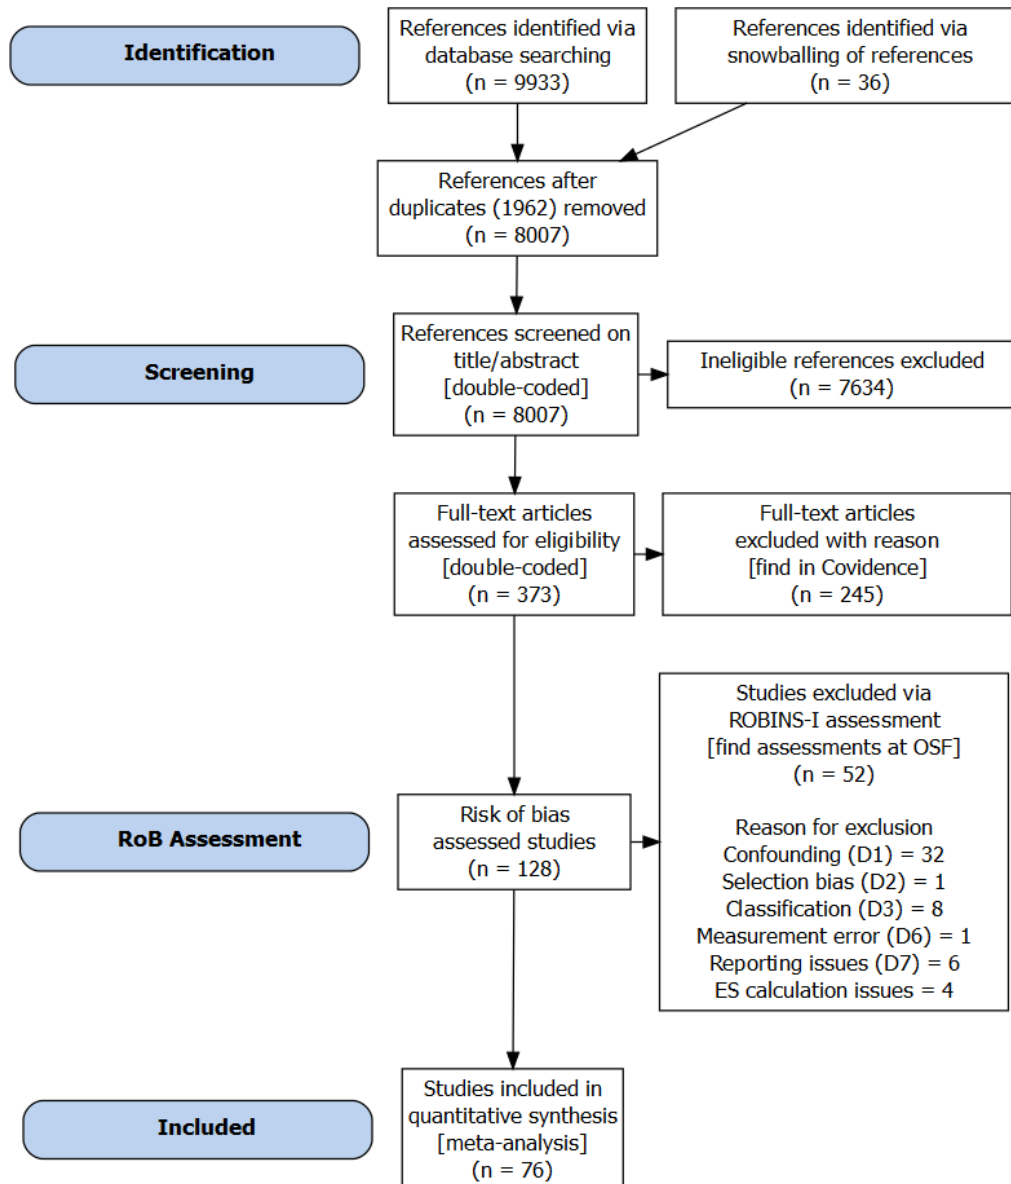 Identification
References identified via
database searching
(n = 9933)
References identified via
snowballing of references
(n = 36)
References after
duplicates (1962) removed
(n = 8007)
Screening
References screened on
title/abstract
[double-coded]
(n = 8007)
Ineligible references excluded
(n = 7634)
Full-text articles
assessed for eligibility
[double-coded]
(n = 373)
Full-text articles
excluded with reason
[find in Covidence]
(n = 245)
RoB Assessment
Risk of bias
assessed studies
(n = 128)
Studies excluded via
ROBINS-I assessment
[find assessments at OSF]
(n = 52)
Reason for exclusion
Confounding (D1) = 32
Selection bias (D2) = 1
Classification (D3) = 8
Measurement error (D6) = 1
Reporting issues (D7) = 6
ES calculation issues = 4
Included
Studies included in
quantitative synthesis
[meta-analysis]
(n = 76)